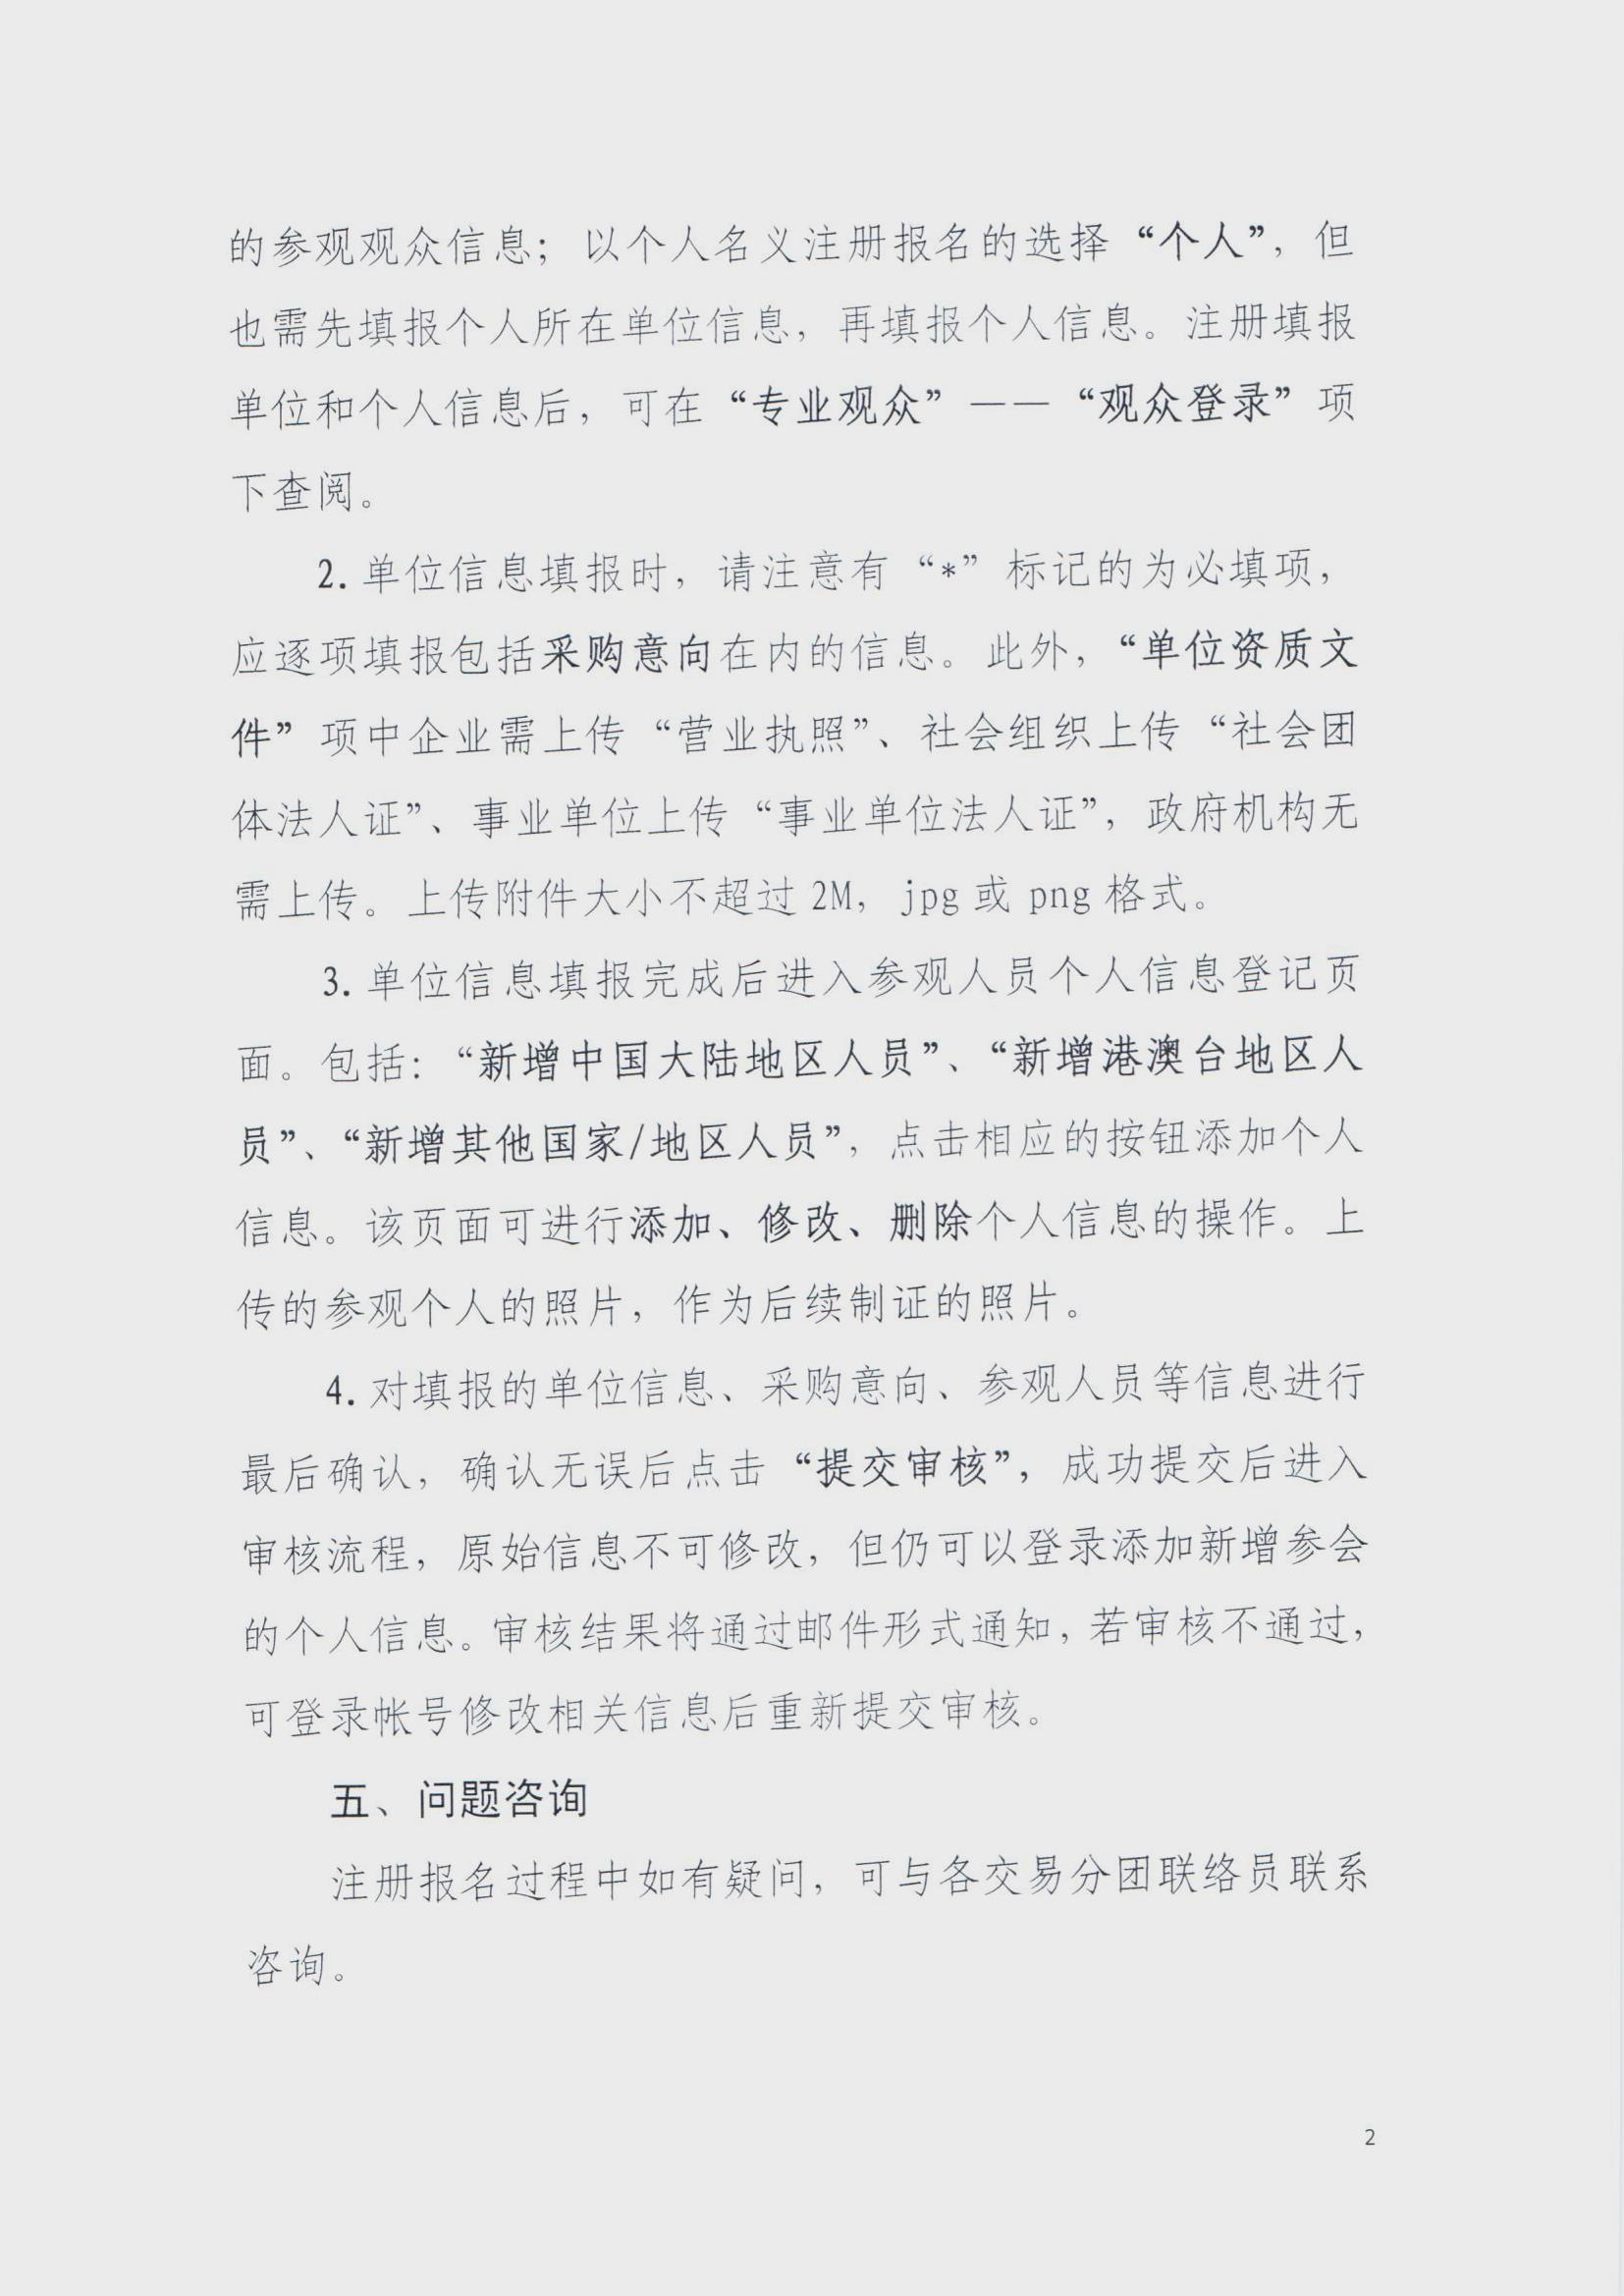 的参观观众信息；以个人名义注册报名的选择“个人”，但
也需先填报个人所在单位信息，再填报个人信息。注册填报
单位和个人信息后，可在“专业观众”——“观众登录”项
下查阅。
2.单位信息填报时，请注意有“*”标记的为必填项，
应逐项填报包括采购意向在内的信息。此外，“单位资质文
件”项中企业需上传“营业执照”、社会组织上传“社会团
体法人证”、事业单位上传“事业单位法人证”，政府机构无
需上传。上传附件大小不超过 2M，jpg 或 png 格式。
3.单位信息填报完成后进入参观人员个人信息登记页
面。包括：“新增中国大陆地区人员”、“新增港澳台地区人
员”、“新增其他国家/地区人员”，点击相应的按钮添加个人
信息。该页面可进行添加、修改、删除个人信息的操作。上
传的参观个人的照片，作为后续制证的照片。
4.对填报的单位信息、采购意向、参观人员等信息进行
最后确认，确认无误后点击“提交审核”，成功提交后进入
审核流程，原始信息不可修改，但仍可以登录添加新增参会
的个人信息。审核结果将通过邮件形式通知，若审核不通过，
可登录帐号修改相关信息后重新提交审核。
五、问题咨询
注册报名过程中如有疑问，可与各交易分团联络员联系
咨询。
2